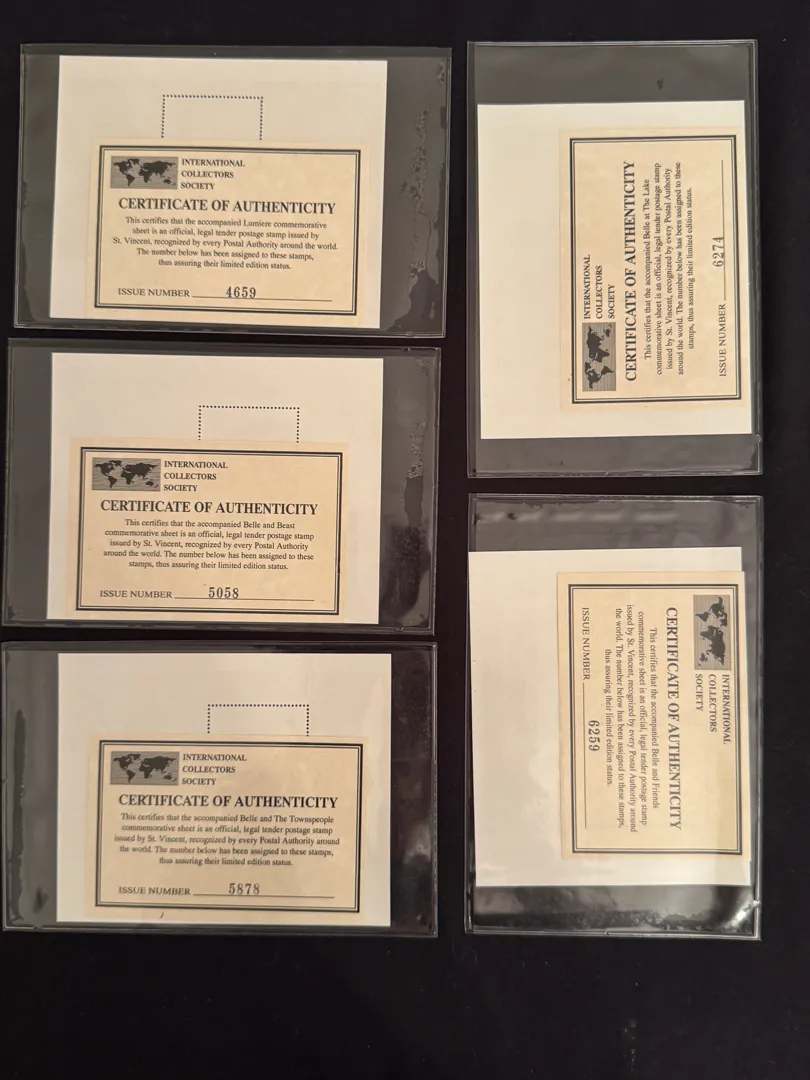 INTERNATIONAL
COLLECTORS
SOCIETY
CERTIFICATE OF AUTHENTICITY
This certifies that the accompanied Lumiere commemorative
sheet is an official, legal tender postage stamp issued by
St. Vincent, recognized by every Postal Authority around the world.
The number below has been assigned to these stamps,
thus assuring their limited edition status.
ISSUE NUMBER 4659
INTERNATIONAL
COLLECTORS
SOCIETY
CERTIFICATE OF AUTHENTICITY
This certifies that the accompanied Belle and Beast
commemorative sheet is an official, legal tender postage stamp
issued by St. Vincent, recognized by every Postal Authority
around the world. The number below has been assigned to these
stamps, thus assuring their limited edition status.
ISSUE NUMBER 5058
INTERNATIONAL
COLLECTORS
SOCIETY
CERTIFICATE OF AUTHENTICITY
This certifies that the accompanied Belle and The Townspeople
commemorative sheet is an official, legal tender postage stamp
issued by St. Vincent, recognized by every Postal Authority around
the world. The number below has been assigned to these stamps,
thus assuring their limited edition status.
ISSUE NUMBER 5878
INTERNATIONAL
COLLECTORS
SOCIETY
CERTIFICATE OF AUTHENTICITY
This certifies that the accompanied Belle at The Lake
commemorative sheet is an official, legal tender postage stamp
issued by St. Vincent, recognized by every Postal Authority
around the world. The number below has been assigned to these
stamps, thus assuring their limited edition status.
ISSUE NUMBER 6274
INTERNATIONAL
COLLECTORS
SOCIETY
CERTIFICATE OF AUTHENTICITY
This certifies that the accompanied Belle and Friends
commemorative sheet is an official, legal tender postage stamp
issued by St. Vincent, recognized by every Postal Authority around
the world. The number below has been assigned to these stamps,
thus assuring their limited edition status.
ISSUE NUMBER 6259